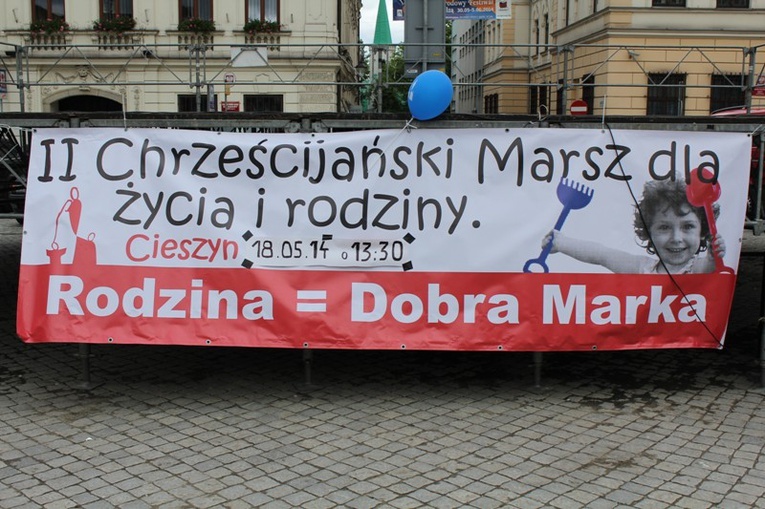 II Chrześcijański Marsz dla
życia i rodziny.
Cieszyn 18.05.14 o 13:30
Rodzina = Dobra Marka